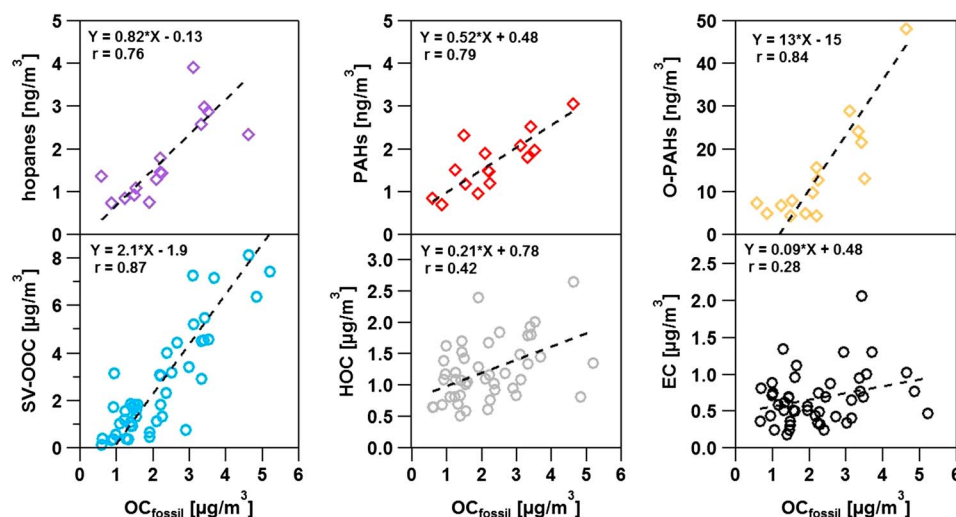 5
4
3
2
1
0
hopanes [ng/m³]
Y = 0.82*X - 0.13
r = 0.76
5
4
3
2
1
0
PAHs [ng/m³]
Y = 0.52*X + 0.48
r = 0.79
50
40
30
20
10
0
O-PAHs [ng/m³]
Y = 13*X - 15
r = 0.84
8
6
4
2
0
SV-OOC [µg/m³]
Y = 2.1*X - 1.9
r = 0.87
0 1 2 3 4 5 6
OCfossil [µg/m³]
3.0
2.5
2.0
1.5
1.0
0.5
0.0
HOC [µg/m³]
Y = 0.21*X + 0.78
r = 0.42
0 1 2 3 4 5 6
OCfossil [µg/m³]
2.5
2.0
1.5
1.0
0.5
0.0
EC [µg/m³]
Y = 0.09*X + 0.48
r = 0.28
0 1 2 3 4 5 6
OCfossil [µg/m³]